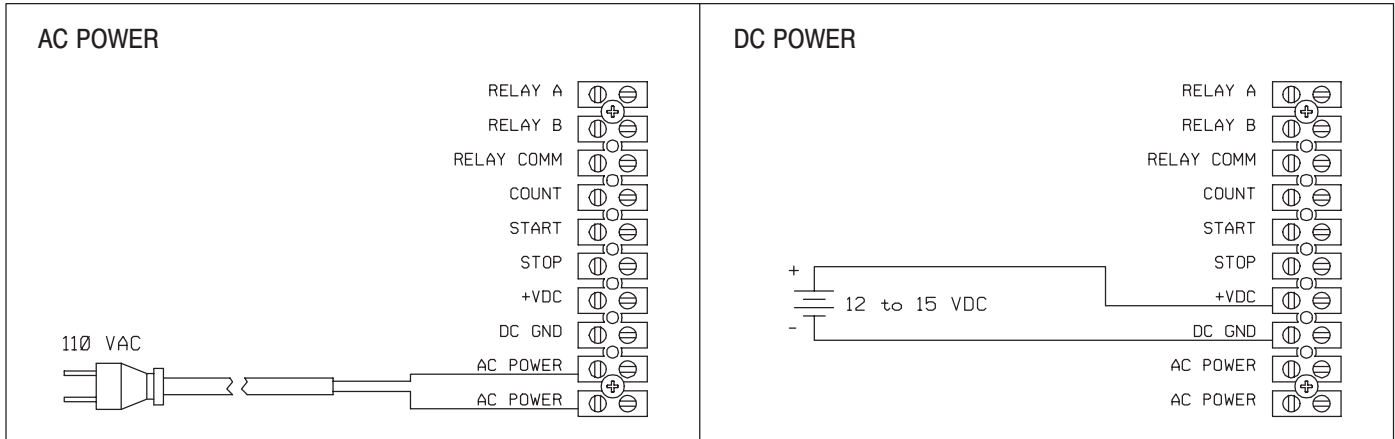 AC POWER
RELAY A
RELAY B
RELAY COMM
COUNT
START
STOP
+VDC
DC GND
AC POWER
AC POWER
110 VAC
DC POWER
RELAY A
RELAY B
RELAY COMM
COUNT
START
STOP
+VDC
DC GND
AC POWER
AC POWER
+
12 to 15 VDC
-